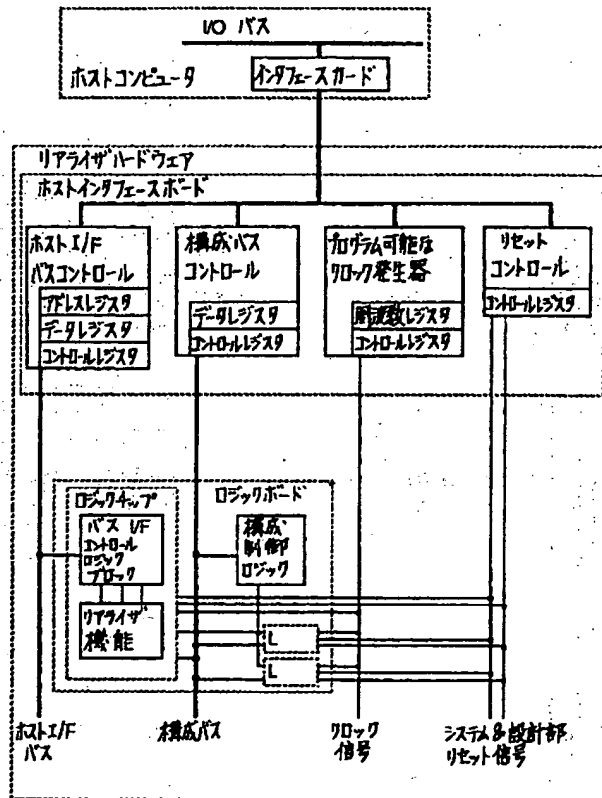 I/O バス
ホストコンピュータ
インタフェースカード
リアライザハードウェア
ホストインタフェースボード
ホストI/F
バスコントロール
アドレスレジスタ
データレジスタ
コントロールレジスタ
構成バス
コントロール
データレジスタ
コントロールレジスタ
プログラム可能な
クロック発生器
周波数レジスタ
コントロールレジスタ
リセット
コントロール
コントロールレジスタ
ロジックチップ
ロジックボード
バス I/F
コントロール
ロジック
ブロック
リアライザ
機能
構成
制御
ロジック
L
L
ホストI/F
バス
構成バス
クロック
信号
システム&設計部
リセット信号